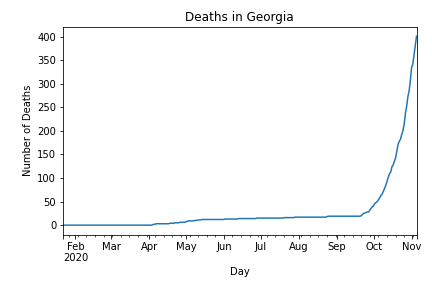 Deaths in Georgia
Number of Deaths
400
350
300
250
200
150
100
50
0
Feb Mar Apr May Jun Jul Aug Sep Oct Nov
2020
Day